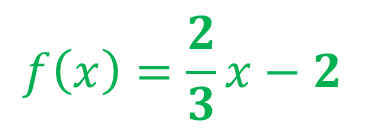 f(x) = 2/3 x − 2